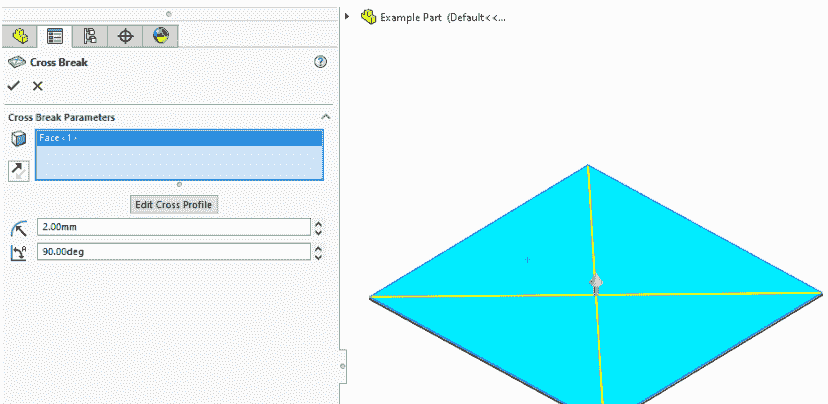 Example Part (Default<<...
Cross Break
Cross Break Parameters
Face<1>
Edit Cross Profile
2.00mm
90.00deg